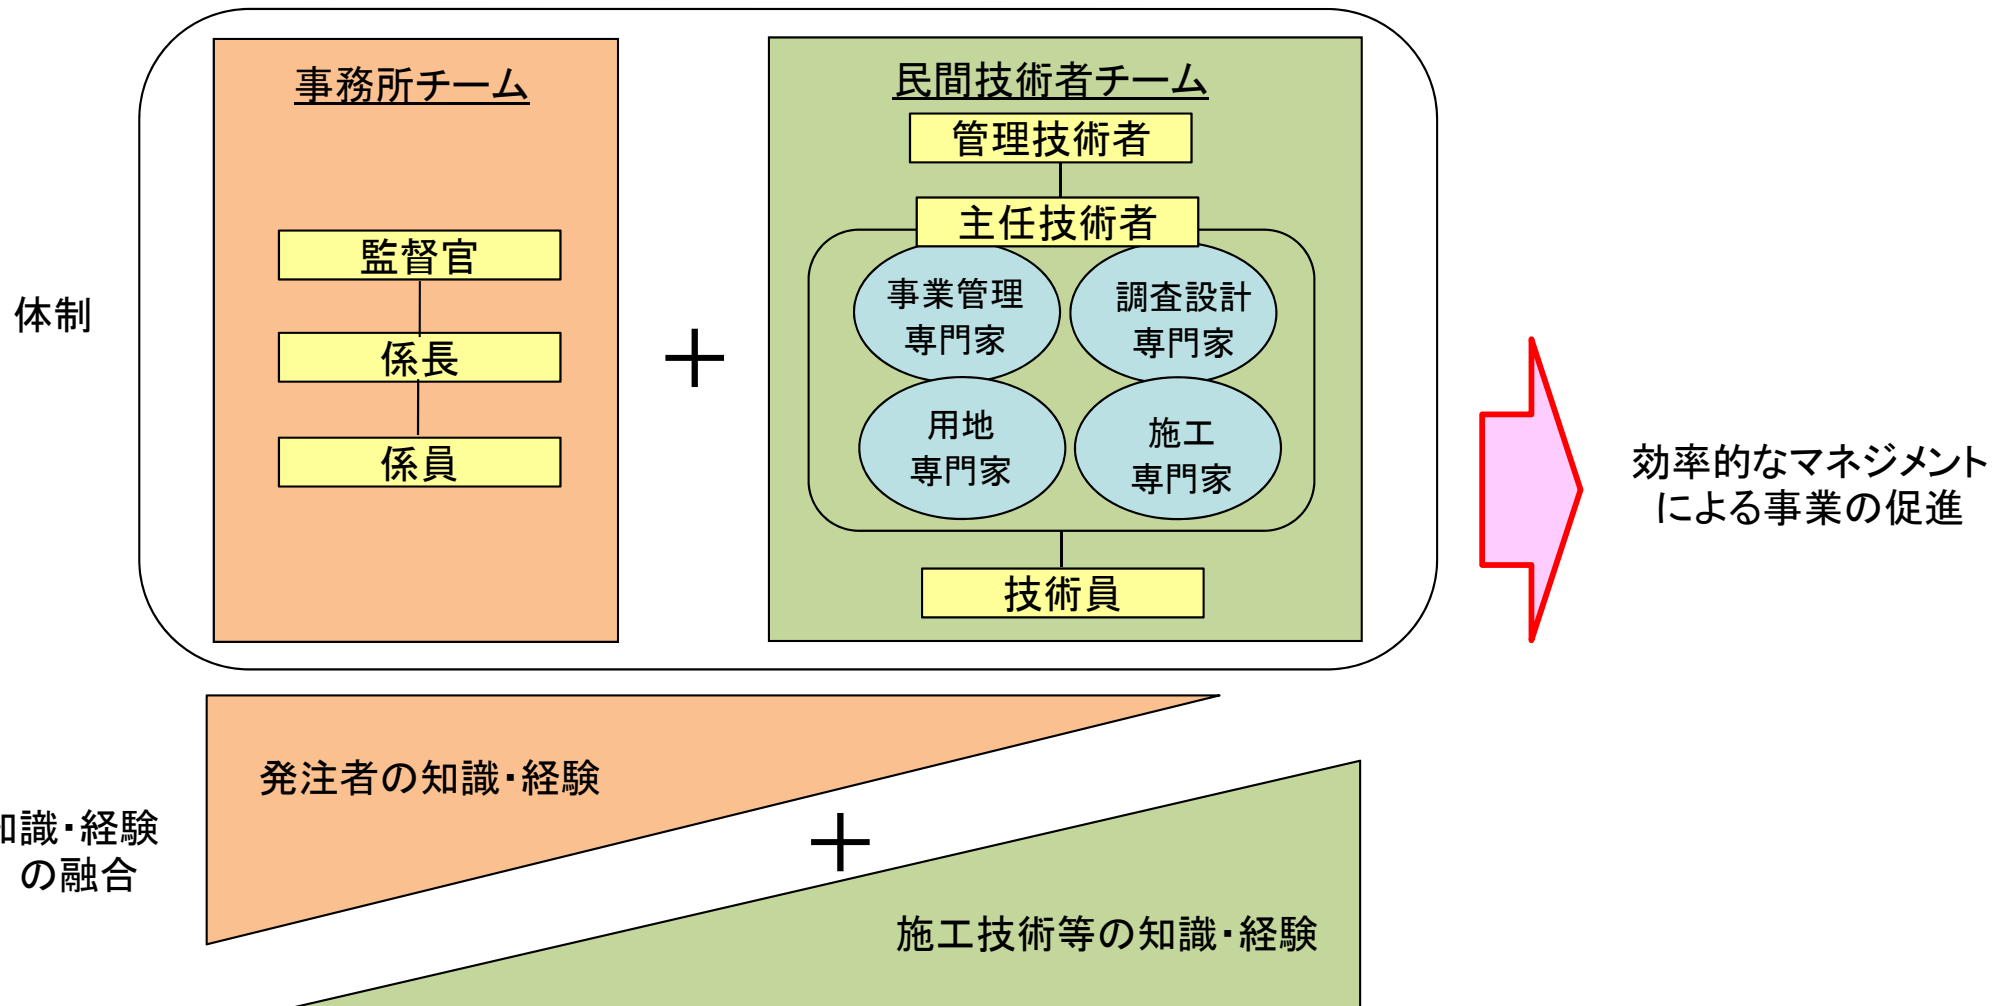 事務所チーム
民間技術者チーム
管理技術者
主任技術者
監督官
係長
係員
事業管理
専門家
調査設計
専門家
用地
専門家
施工
専門家
技術員
体制
+
効率的なマネジメント
による事業の促進
発注者の知識・経験
+
知識・経験
の融合
施工技術等の知識・経験